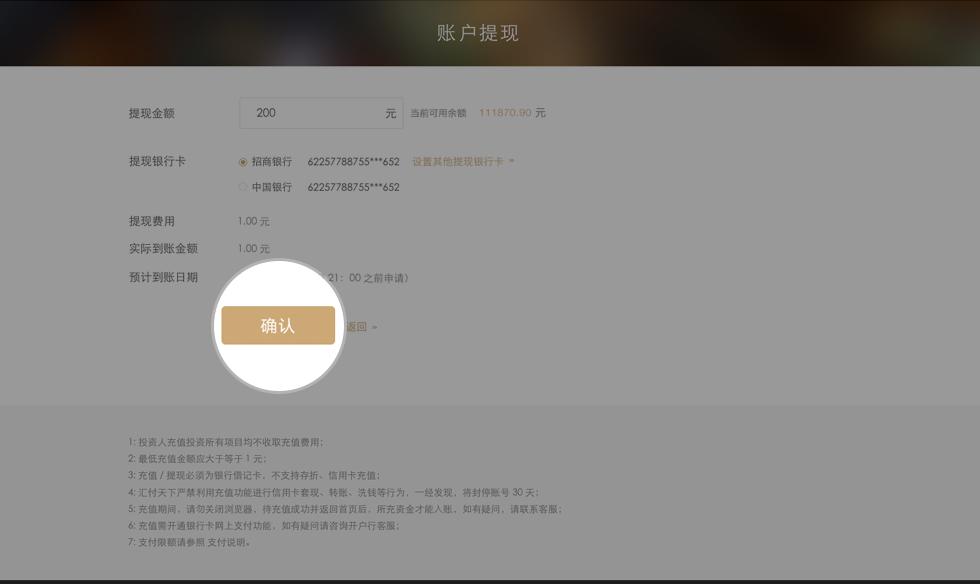 账户提现
提现金额 200 元 当前可用余额 111870.90 元
提现银行卡 招商银行 62257788755***652 设置其他提现银行卡 »
中国银行 62257788755***652
提现费用 1.00 元
实际到账金额 1.00 元
预计到账日期 21：00 之前申请）
确认 返回 »
1: 投资人充值投资所有项目均不收取充值费用；
2: 最低充值金额应大于等于 1 元；
3: 充值 / 提现必须为银行借记卡，不支持存折、信用卡充值；
4: 汇付天下严禁利用充值功能进行信用卡套现、转账、洗钱等行为，一经发现，将封停账号 30 天；
5: 充值期间，请勿关闭浏览器，待充值成功并返回首页后，所充资金才能入账，如有疑问，请联系客服；
6: 充值需开通银行卡网上支付功能，如有疑问请咨询开户行客服；
7: 支付限额请参照 支付说明。